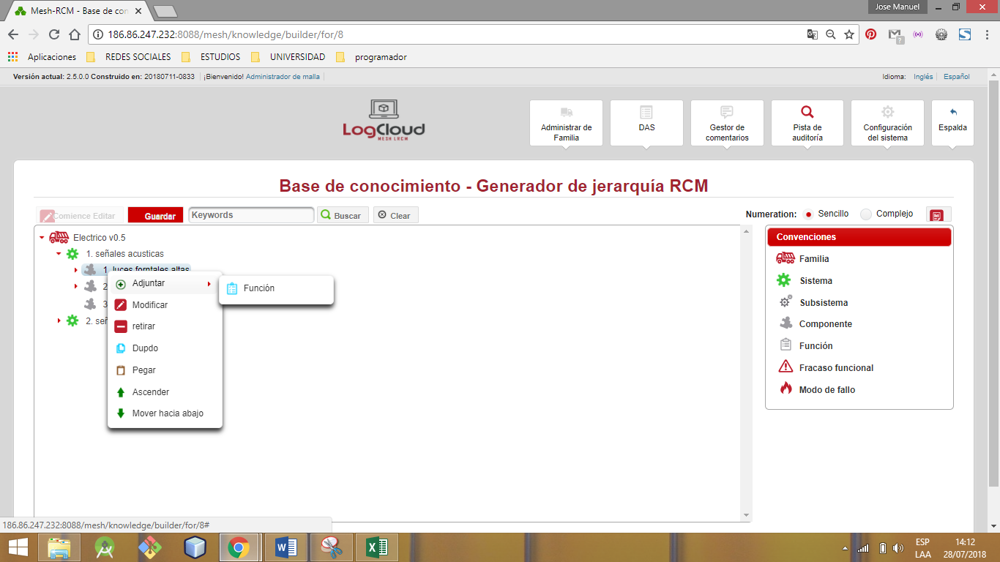 Mesh-RCM - Base de con
Jose Manuel
186.86.247.232:8088/mesh/knowledge/builder/for/8
Aplicaciones REDES SOCIALES ESTUDIOS UNIVERSIDAD programador
Versión actual: 2.5.0.0 Construido en: 20180711-0833 ¡Bienvenido! Administrador de malla
Idioma: Inglés Español
LogCloud
MESH LRCM
Administrar de
Familia
DAS
Gestor de
comentarios
Pista de
auditoría
Configuración
del sistema
Espalda
Base de conocimiento - Generador de jerarquía RCM
Comience Editar Guardar Keywords Buscar Clear
Numeration: Sencillo Complejo
Electrico v0.5
1. señales acusticas
1. luces forntales altas
2
3
2. señ
Adjuntar
Función
Modificar
retirar
Dupdo
Pegar
Ascender
Mover hacia abajo
Convenciones
Familia
Sistema
Subsistema
Componente
Función
Fracaso funcional
Modo de fallo
186.86.247.232:8088/mesh/knowledge/builder/for/8#
ESP
LAA
14:12
28/07/2018